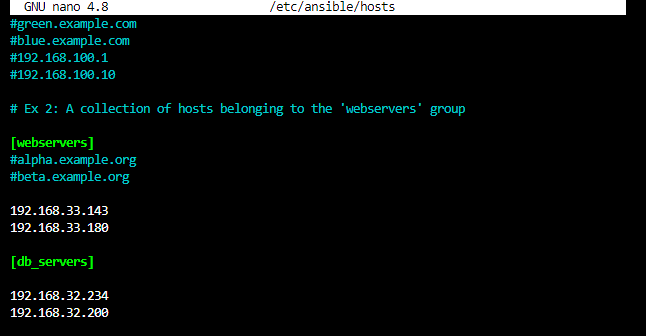 GNU nano 4.8 /etc/ansible/hosts
#green.example.com
#blue.example.com
#192.168.100.1
#192.168.100.10
# Ex 2: A collection of hosts belonging to the 'webservers' group
[webservers]
#alpha.example.org
#beta.example.org
192.168.33.143
192.168.33.180
[db_servers]
192.168.32.234
192.168.32.200